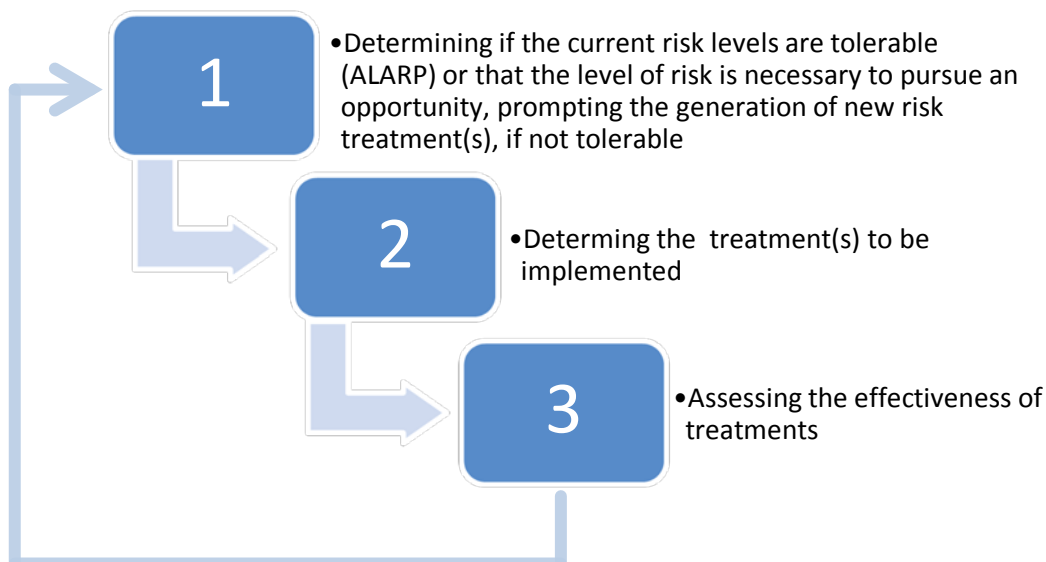 1
•Determining if the current risk levels are tolerable
(ALARP) or that the level of risk is necessary to pursue an
opportunity, prompting the generation of new risk
treatment(s), if not tolerable
2
•Determing the  treatment(s) to be
implemented
3
•Assessing the effectiveness of
treatments